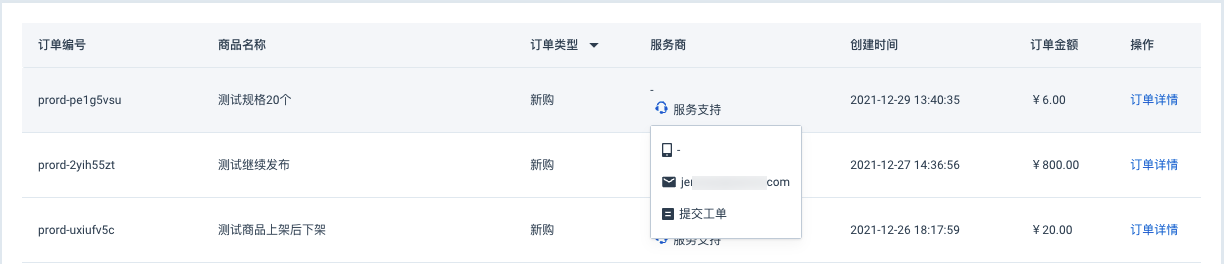 订单编号 商品名称 订单类型 服务商 创建时间 订单金额 操作
prord-pe1g5vsu 测试规格20个 新购 - 2021-12-29 13:40:35 ￥6.00 订单详情
服务支持
-
prord-2yih55zt 测试继续发布 新购 2021-12-27 14:36:56 ￥800.00 订单详情
com
提交工单
prord-uxiufv5c 测试商品上架后下架 新购 2021-12-26 18:17:59 ￥20.00 订单详情
服务支持